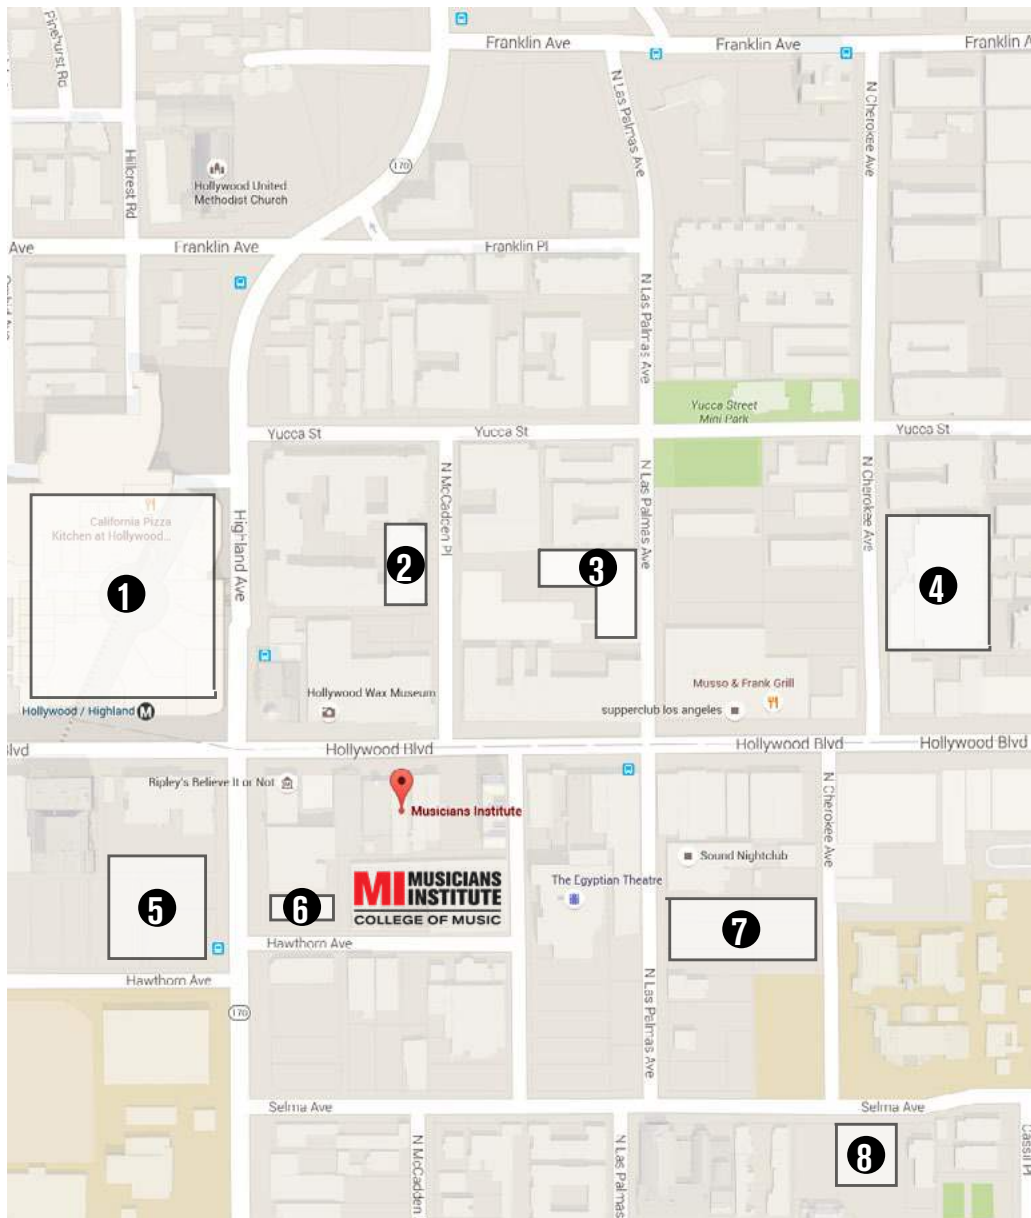 Pinehurst Rd
Franklin Ave
Franklin Ave
Franklin A
N Las Palmas Ave
N Cherokee Ave
Hillcrest Rd
170
Hollywood United
Methodist Church
Ave
Franklin Ave
Franklin Pl
N Las Palmas Ave
Yucca Street
Mini Park
Yucca St
Yucca St
Yucca St
N McCadden Pl
N Las Palmas Ave
N Cherokee Ave
Highland Ave
California Pizza
Kitchen at Hollywood...
1
2
3
4
Hollywood Wax Museum
Musso & Frank Grill
Hollywood / Highland
M
supperclub los angeles
Blvd
Hollywood Blvd
Hollywood Blvd
Hollywood Blvd
Ripley's Believe It or Not
Musicians Institute
N Cherokee Ave
Sound Nightclub
MI MUSICIANS
INSTITUTE
COLLEGE OF MUSIC
The Egyptian Theatre
5
6
7
Hawthorn Ave
Hawthorn Ave
170
N Las Palmas Ave
Selma Ave
Selma Ave
N McCadden
N Las Palmas
Cassil Pl
8